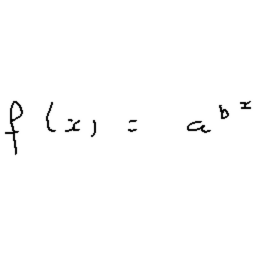 f(x) = a^{b^x}